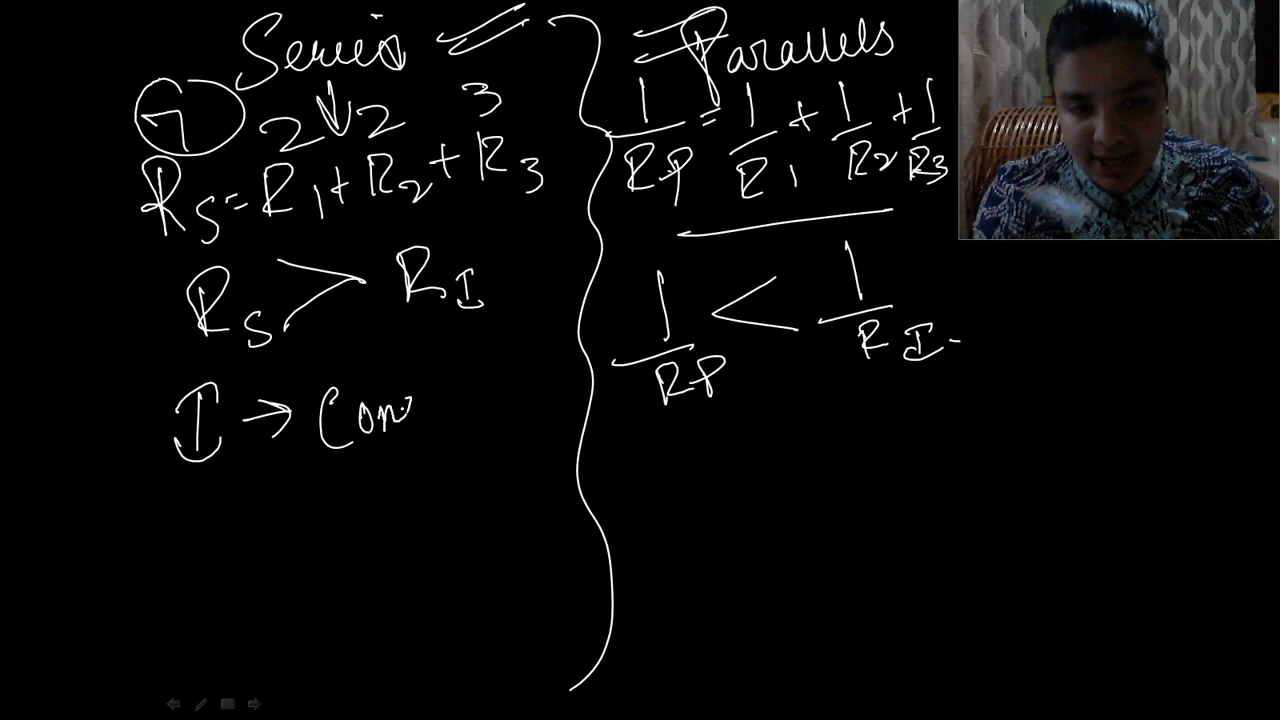 Series
7 2 2 3
Rs = R1 + R2 + R3
Rs > RI
I → Con
Parallels
1/RP = 1/R1 + 1/R2 + 1/R3
1/RP < 1/RI